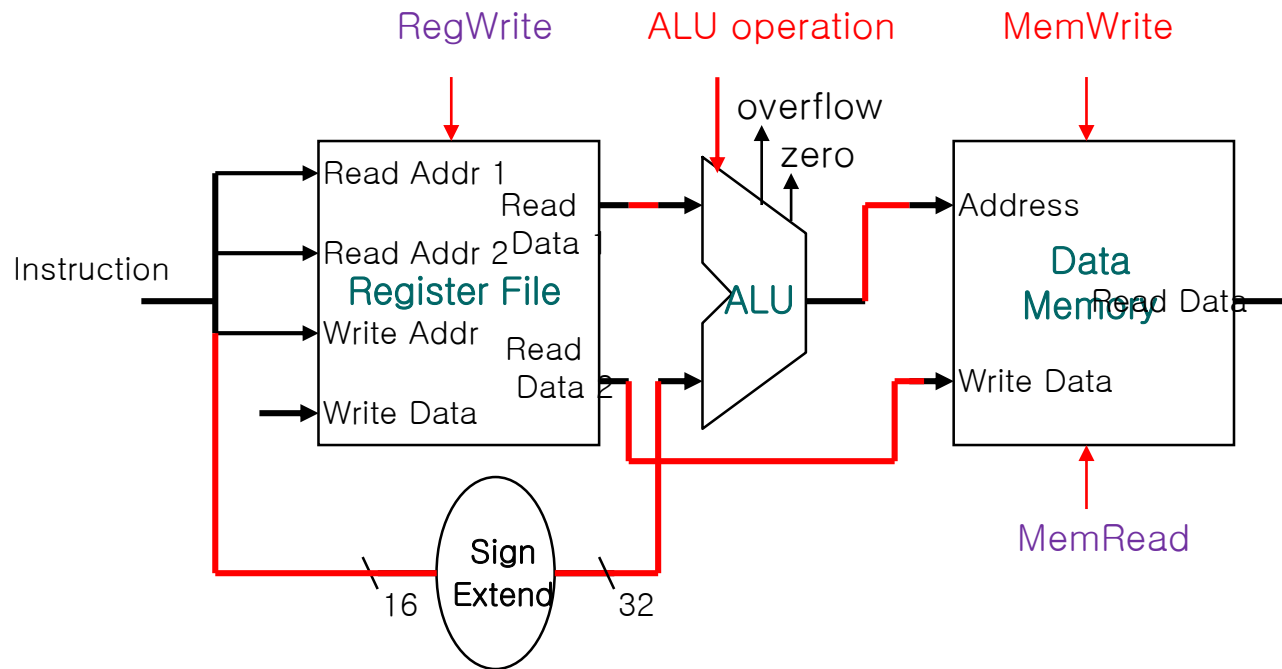 RegWrite
ALU operation
MemWrite
overflow
zero
Instruction
Read Addr 1
Read Addr 2
Register File
Write Addr
Write Data
Read
Data 1
Read
Data 2
ALU
Address
Data
Memory
Read Data
Write Data
MemRead
Sign
Extend
16
32